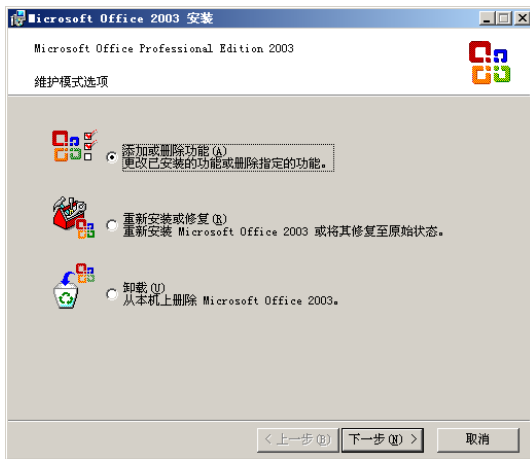 Microsoft Office 2003 安装
Microsoft Office Professional Edition 2003
维护模式选项
添加或删除功能(A)
更改已安装的功能或删除指定的功能。
重新安装或修复(R)
重新安装 Microsoft Office 2003 或将其修复至原始状态。
卸载(U)
从本机上删除 Microsoft Office 2003。
< 上一步(B) 下一步(N) > 取消